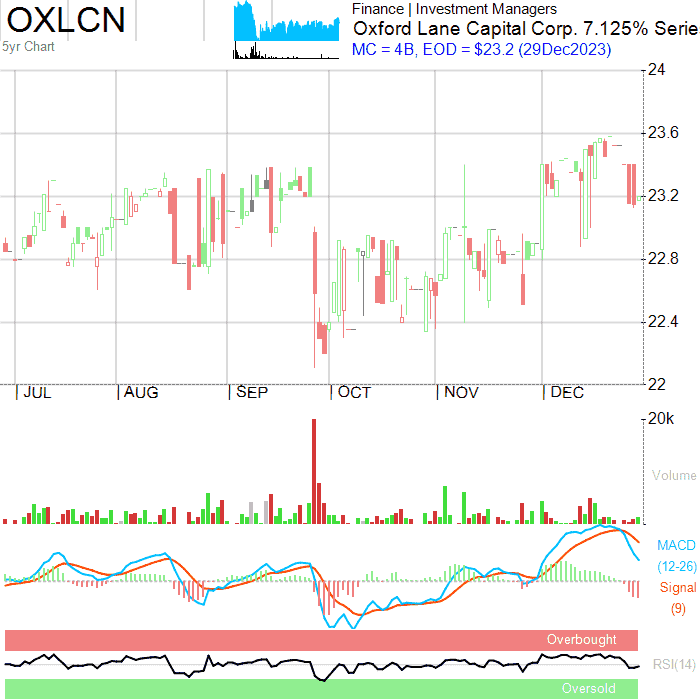 OXLCN
5yr Chart
Finance | Investment Managers
Oxford Lane Capital Corp. 7.125% Serie
MC = 4B, EOD = $23.2 (29Dec2023)
24
23.6
23.2
22.8
22.4
22
JUL AUG SEP OCT NOV DEC
20k
Volume
MACD
(12-26)
Signal
(9)
Overbought
RSI(14)
Oversold